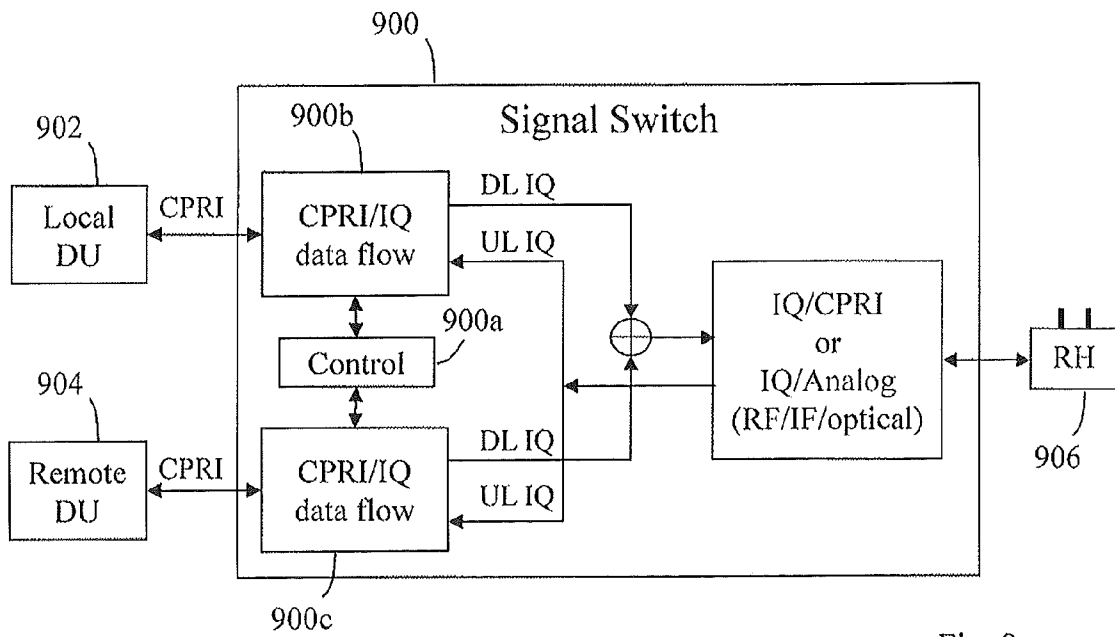 900
Signal Switch
902
900b
Local
DU
CPRI
CPRI/IQ
data flow
DL IQ
UL IQ
900a
Control
IQ/CPRI
or
IQ/Analog
(RF/IF/optical)
RH
906
904
Remote
DU
CPRI
CPRI/IQ
data flow
DL IQ
UL IQ
900c